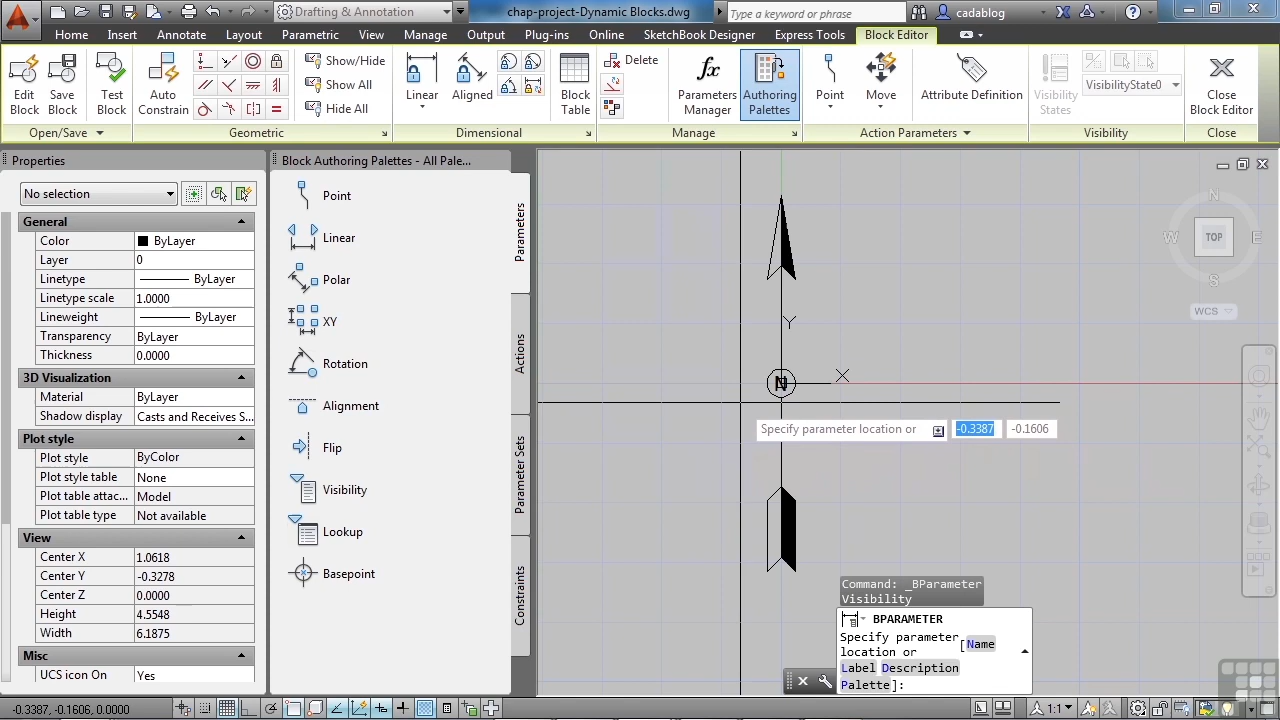 Drafting & Annotation
chap-project-Dynamic Blocks.dwg
Type a keyword or phrase
cadablog
Home Insert Annotate Layout Parametric View Manage Output Plug-ins Online SketchBook Designer Express Tools Block Editor
Edit Block
Save Block
Test Block
Auto Constrain
Show/Hide
Show All
Hide All
Linear
Aligned
Block Table
Delete
Parameters Manager
Authoring Palettes
Point
Move
Attribute Definition
Visibility States
VisibilityState0
Close Block Editor
Open/Save Geometric Dimensional Manage Action Parameters Visibility Close
Properties
No selection
General
Color ByLayer
Layer 0
Linetype ByLayer
Linetype scale 1.0000
Lineweight ByLayer
Transparency ByLayer
Thickness 0.0000
3D Visualization
Material ByLayer
Shadow display Casts and Receives S...
Plot style
Plot style ByColor
Plot style table None
Plot table attac... Model
Plot table type Not available
View
Center X 1.0618
Center Y -0.3278
Center Z 0.0000
Height 4.5548
Width 6.1875
Misc
UCS icon On Yes
Block Authoring Palettes - All Pale...
Point
Linear
Polar
XY
Rotation
Alignment
Flip
Visibility
Lookup
Basepoint
Parameters
Actions
Parameter Sets
Constraints
Y
X
N
N
W TOP E
S
WCS
Specify parameter location or -0.3387 -0.1606
Command: _BParameter
Visibility
BPARAMETER
Specify parameter location or [Name
Label Description
Palette]:
-0.3387, -0.1606, 0.0000
1:1